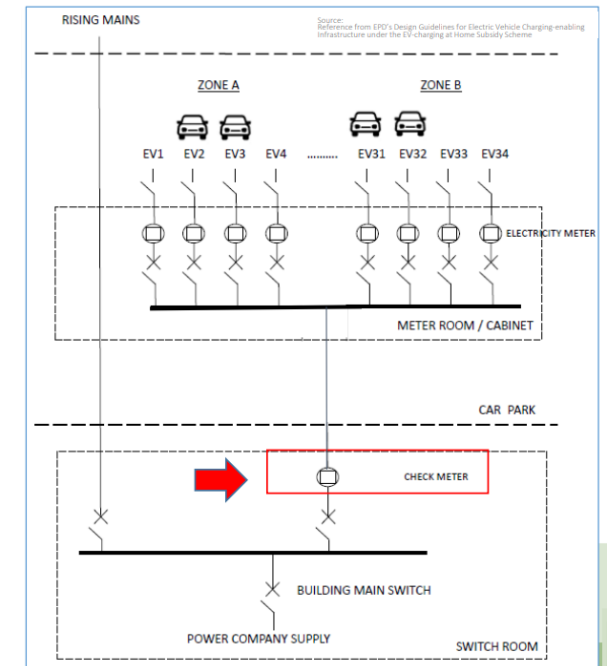 RISING MAINS
Source:
Reference from EPD's Design Guidelines for Electric Vehicle Charging-enabling
Infrastructure under the EV-charging at Home Subsidy Scheme
ZONE A
ZONE B
EV1 EV2 EV3 EV4 .......... EV31 EV32 EV33 EV34
ELECTRICITY METER
METER ROOM / CABINET
CAR PARK
CHECK METER
BUILDING MAIN SWITCH
POWER COMPANY SUPPLY
SWITCH ROOM